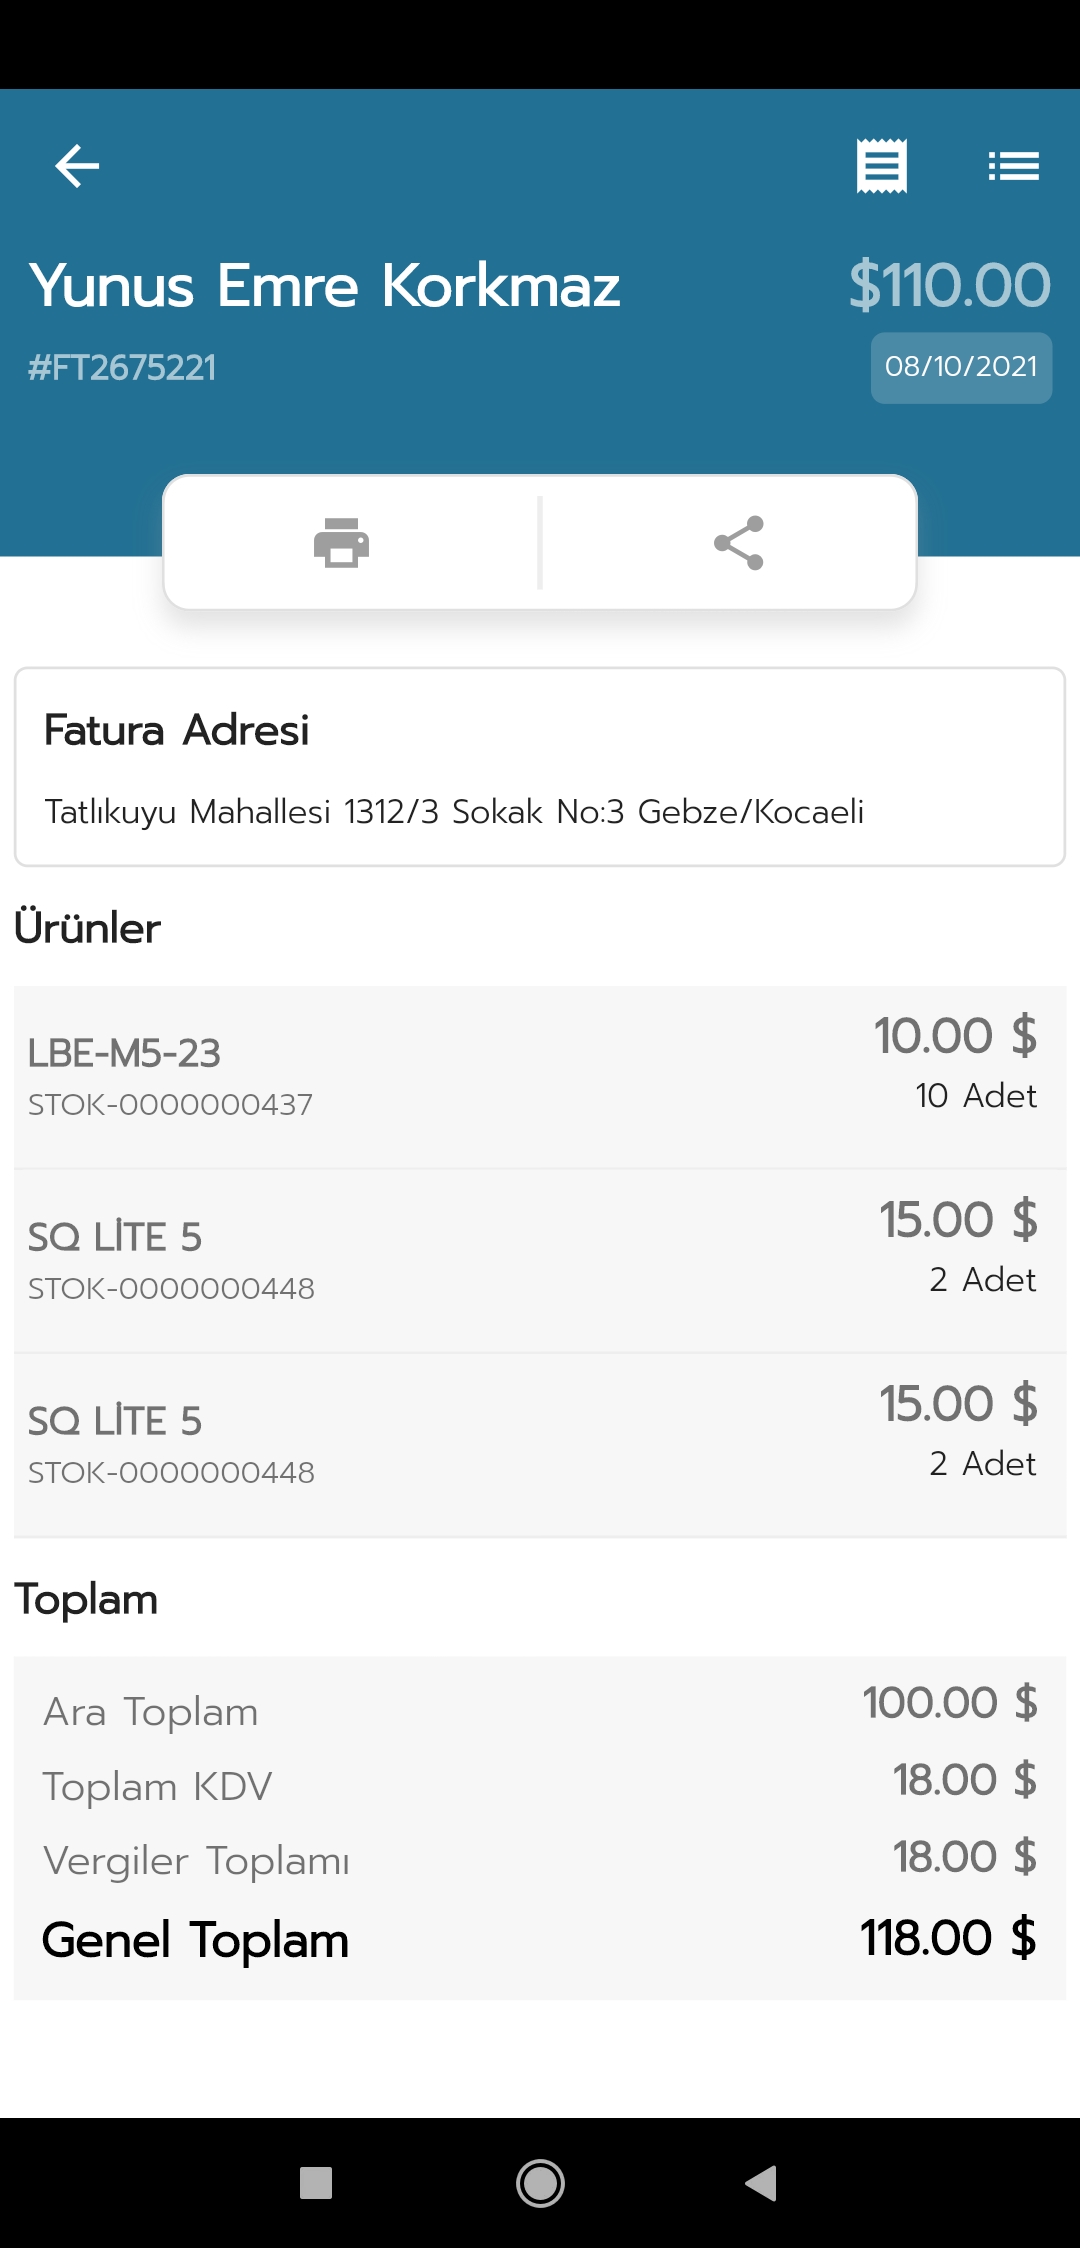 Yunus Emre Korkmaz
$110.00
#FT2675221
08/10/2021
Fatura Adresi
Tatlıkuyu Mahallesi 1312/3 Sokak No:3 Gebze/Kocaeli
Ürünler
LBE-M5-23
10.00 $
STOK-0000000437
10 Adet
SQ LİTE 5
15.00 $
STOK-0000000448
2 Adet
SQ LİTE 5
15.00 $
STOK-0000000448
2 Adet
Toplam
Ara Toplam
100.00 $
Toplam KDV
18.00 $
Vergiler Toplamı
18.00 $
Genel Toplam
118.00 $